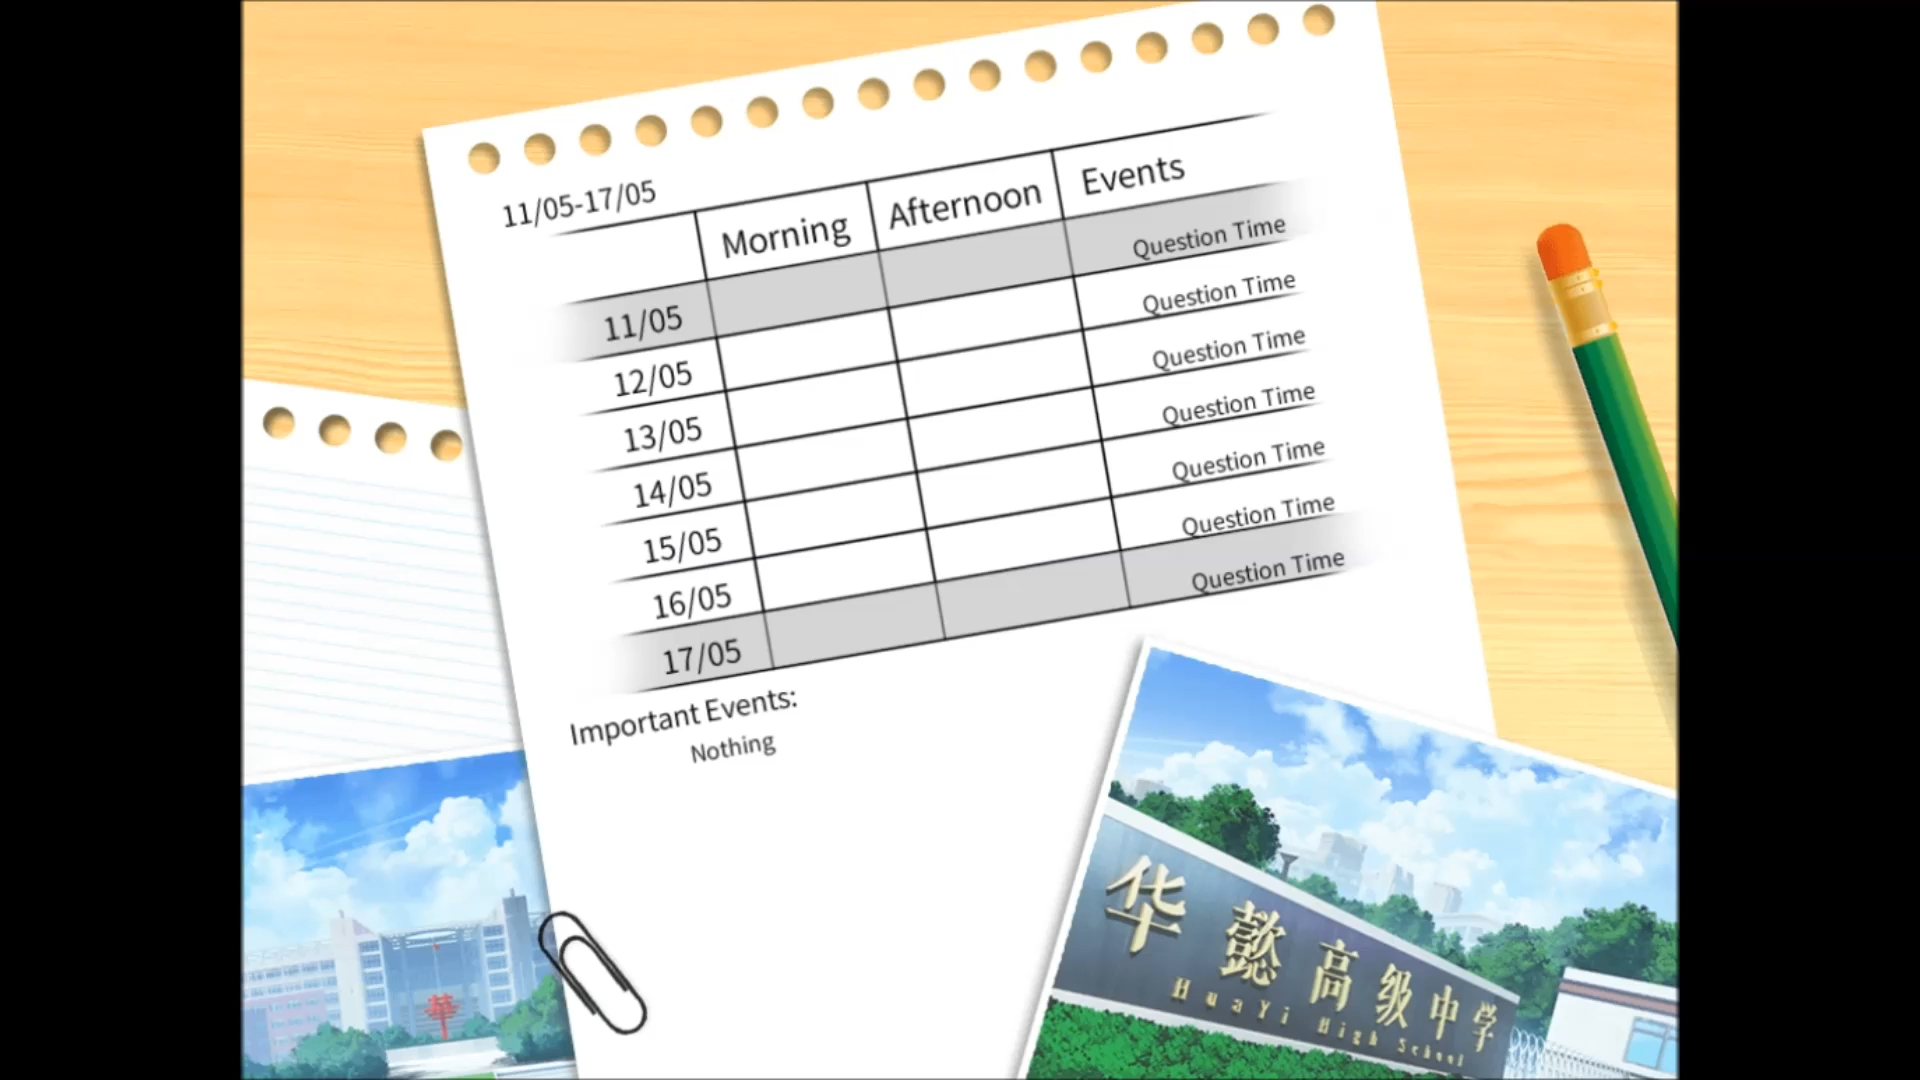 11/05-17/05
Morning Afternoon Events
11/05 Question Time
12/05 Question Time
13/05 Question Time
14/05 Question Time
15/05 Question Time
16/05 Question Time
17/05 Question Time
Important Events:
Nothing
華
华懿高级中学
HuaYi High School